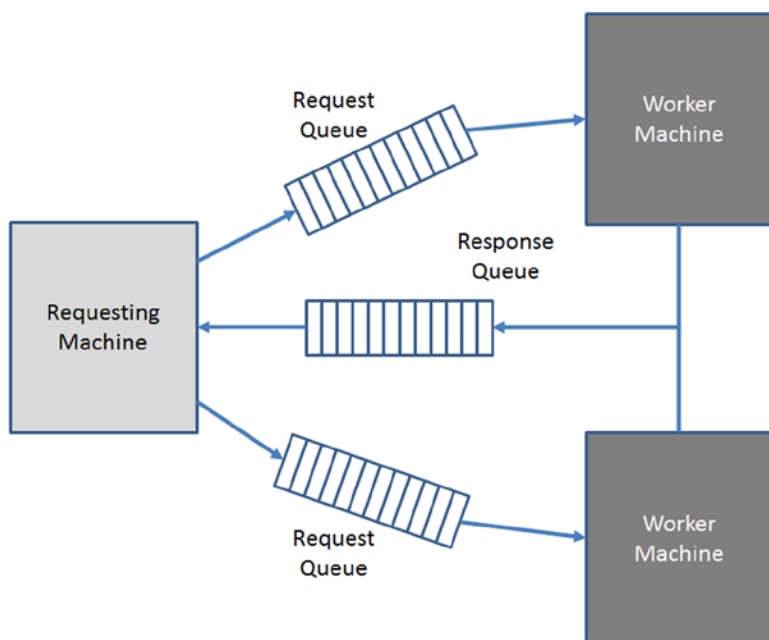 Request
Queue
Worker
Machine
Response
Queue
Requesting
Machine
Request
Queue
Worker
Machine